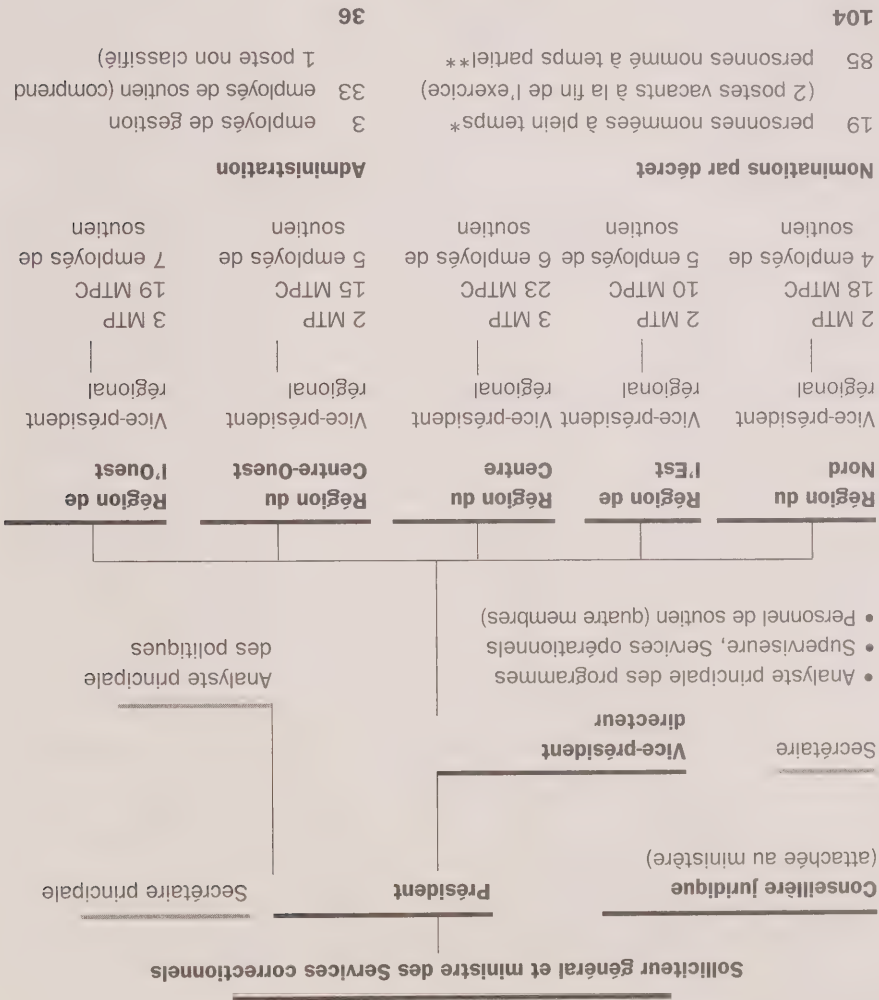 Solliciteur général et ministre des Services correctionnels
Conseillère juridique
(attachée au ministère)
Président
Secrétaire principale
Secrétaire
Vice-président
directeur
• Analyste principale des programmes
• Superviseure, Services opérationnels
• Personnel de soutien (quatre membres)
Analyste principale
des politiques
Région du
Nord
Vice-président
régional
2 MTP
18 MTPC
4 employés de
soutien
Région de
l'Est
Vice-président
régional
2 MTP
10 MTPC
5 employés de
soutien
Région du
Centre
Vice-président
régional
3 MTP
23 MTPC
6 employés de
soutien
Région du
Centre-Ouest
Vice-président
régional
2 MTP
15 MTPC
5 employés de
soutien
Région de
l'Ouest
Vice-président
régional
3 MTP
19 MTPC
7 employés de
soutien
Nominations par décret
19 personnes nommées à plein temps*
(2 postes vacants à la fin de l'exercice)
85 personnes nommé à temps partiel**
104
Administration
3 employés de gestion
33 employés de soutien (comprend
1 poste non classifié)
36